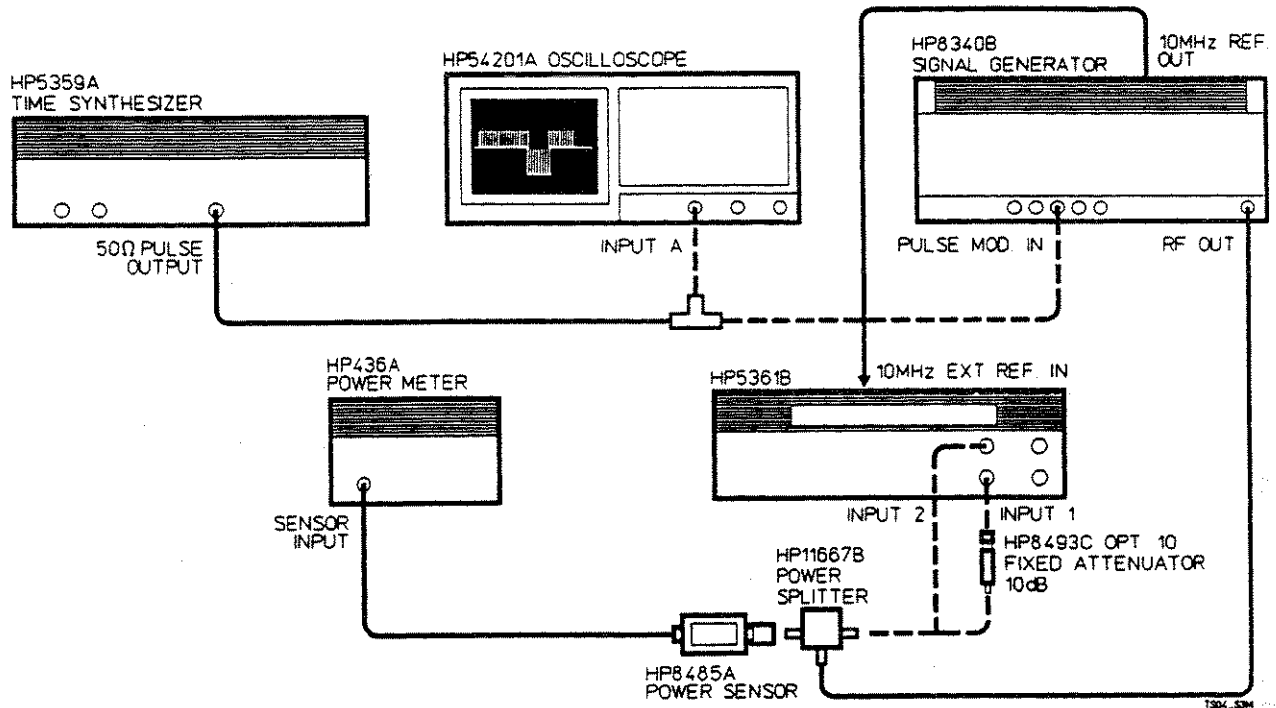 HP5359A
TIME SYNTHESIZER
50Ω PULSE
OUTPUT
HP54201A OSCILLOSCOPE
INPUT A
HP8340B
SIGNAL GENERATOR
10MHz REF.
OUT
PULSE MOD. IN
RF OUT
HP436A
POWER METER
SENSOR
INPUT
HP5361B
10MHz EXT REF. IN
INPUT 2
INPUT 1
HP8493C OPT 10
FIXED ATTENUATOR
10dB
HP11667B
POWER
SPLITTER
HP8485A
POWER SENSOR